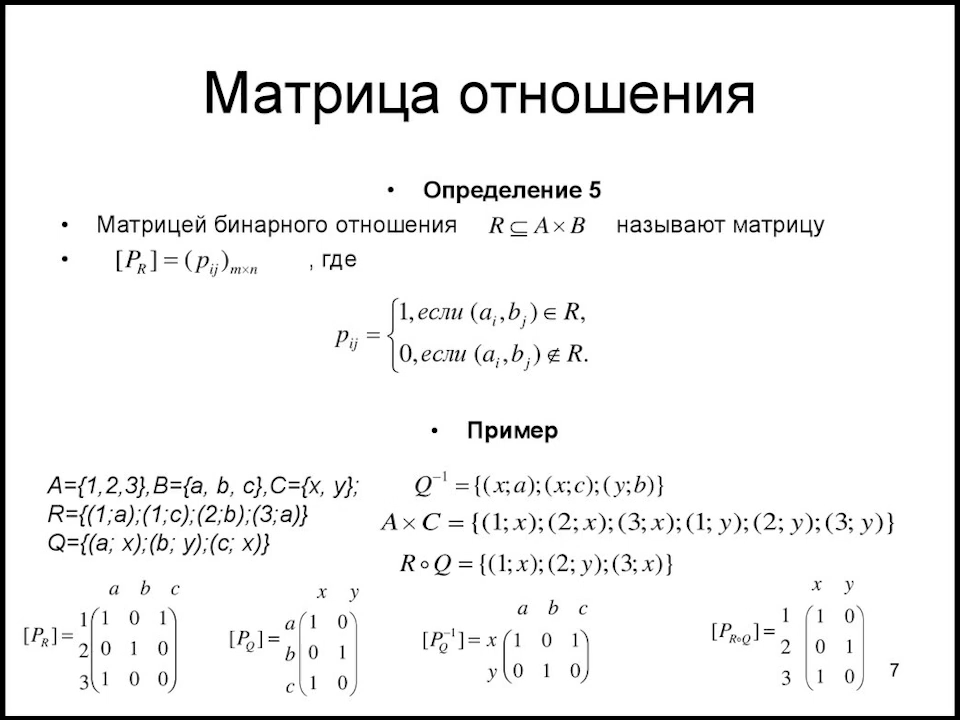 Матрица отношения
• Определение 5
• Матрицей бинарного отношения R ⊆ A × B называют матрицу
• [P_R] = (p_ij)_m×n , где
p_ij = { 1, если (a_i, b_j) ∈ R,
0, если (a_i, b_j) ∉ R.
• Пример
A={1,2,3},B={a, b, c},C={x, y};
R={(1;a);(1;c);(2;b);(3;a)}
Q={(a; x);(b; y);(c; x)}
Q⁻¹ = {(x;a);(x;c);(y;b)}
A × C = {(1; x);(2; x);(3; x);(1; y);(2; y);(3; y)}
R∘Q = {(1; x);(2; y);(3; x)}
a b c
1 1 0 1
[P_R] = 2 0 1 0
3 1 0 0
x y
a 1 0
[P_Q] = b 0 1
c 1 0
a b c
[P_Q⁻¹] = x 1 0 1
y 0 1 0
x y
1 1 0
[P_R∘Q] = 2 0 1
3 1 0
7